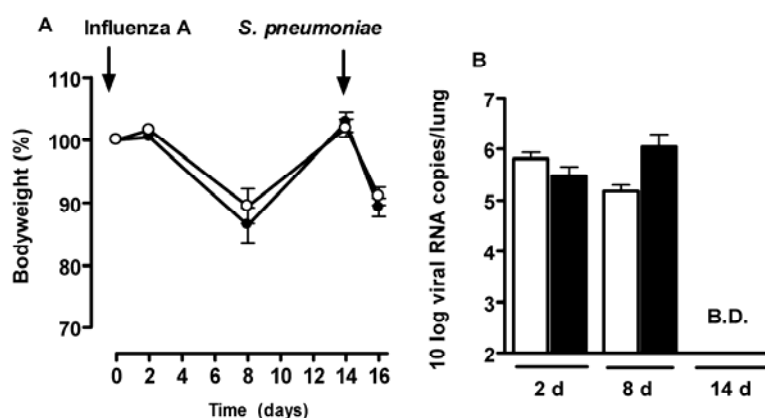 A
Influenza A
S. pneumoniae
110
100
90
80
70
Bodyweight (%)
0 2 4 6 8 10 12 14 16
Time (days)
B
7
6
5
4
3
2
10 log viral RNA copies/lung
B.D.
2 d 8 d 14 d